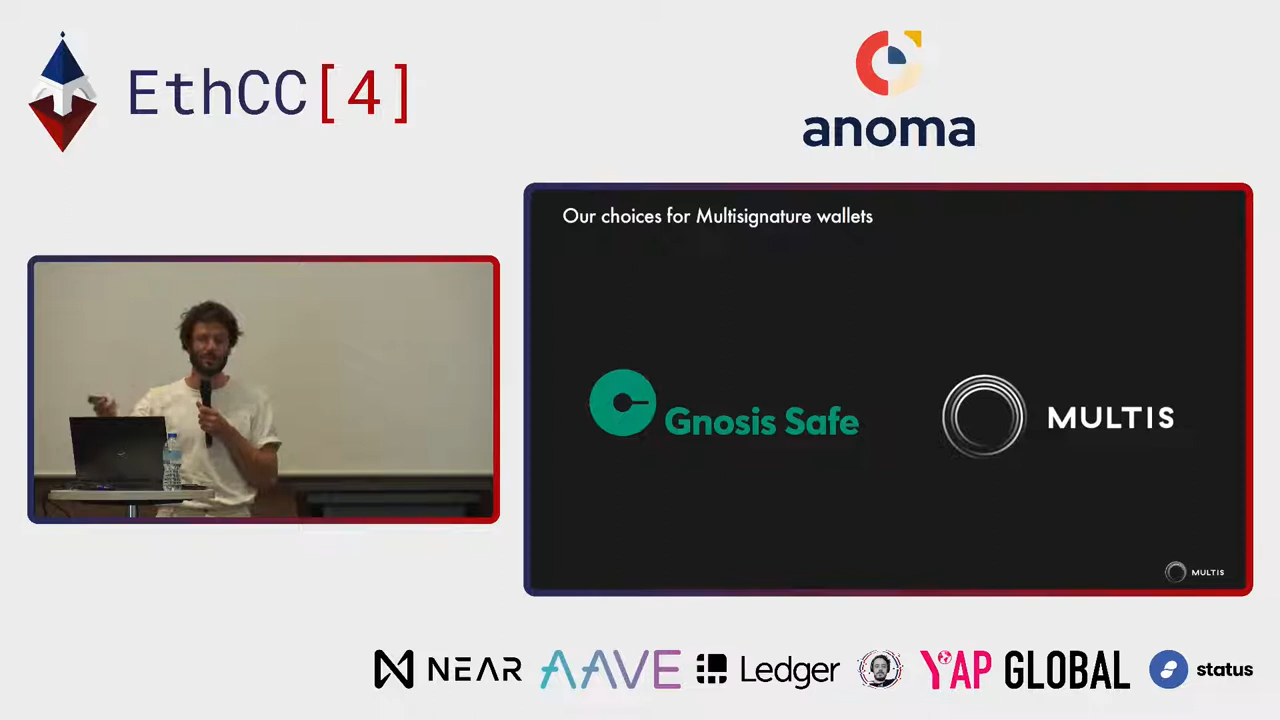 EthCC[4]
anoma
Our choices for Multisignature wallets
Gnosis Safe
MULTIS
MULTIS
NEAR
AAVE
Ledger
YAP GLOBAL
status